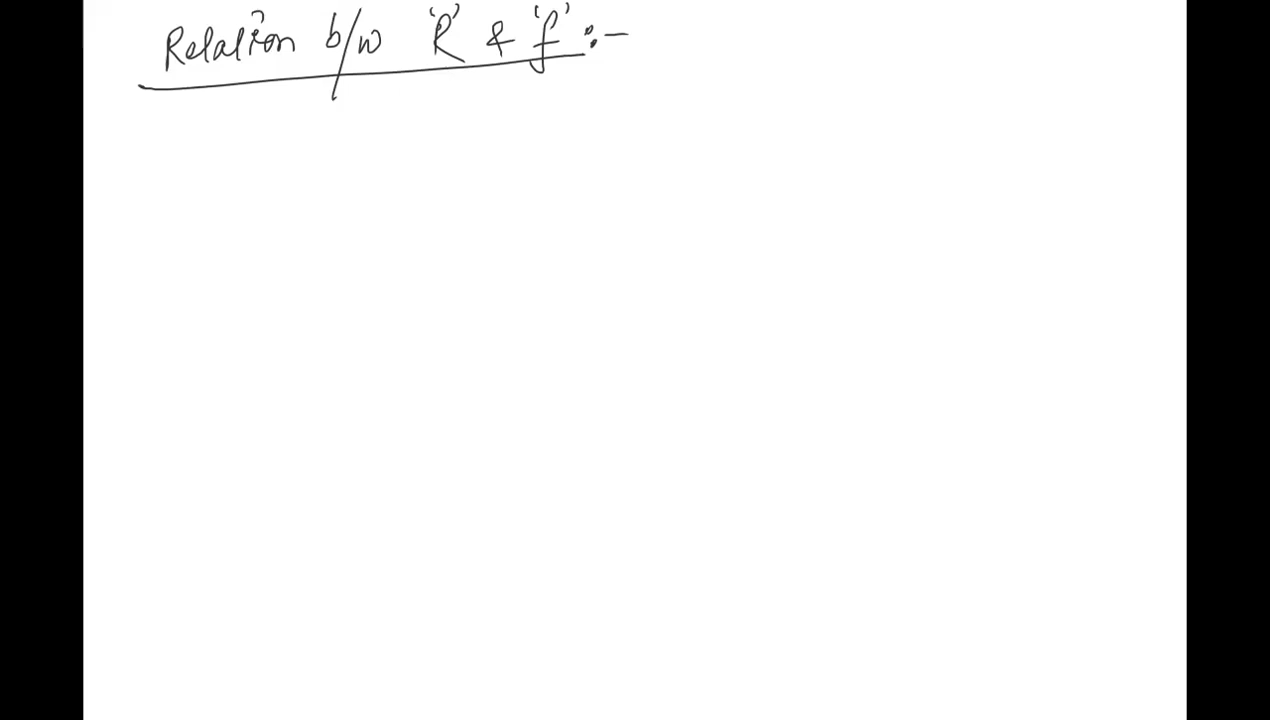 Relation b/w 'R' & 'f' :-